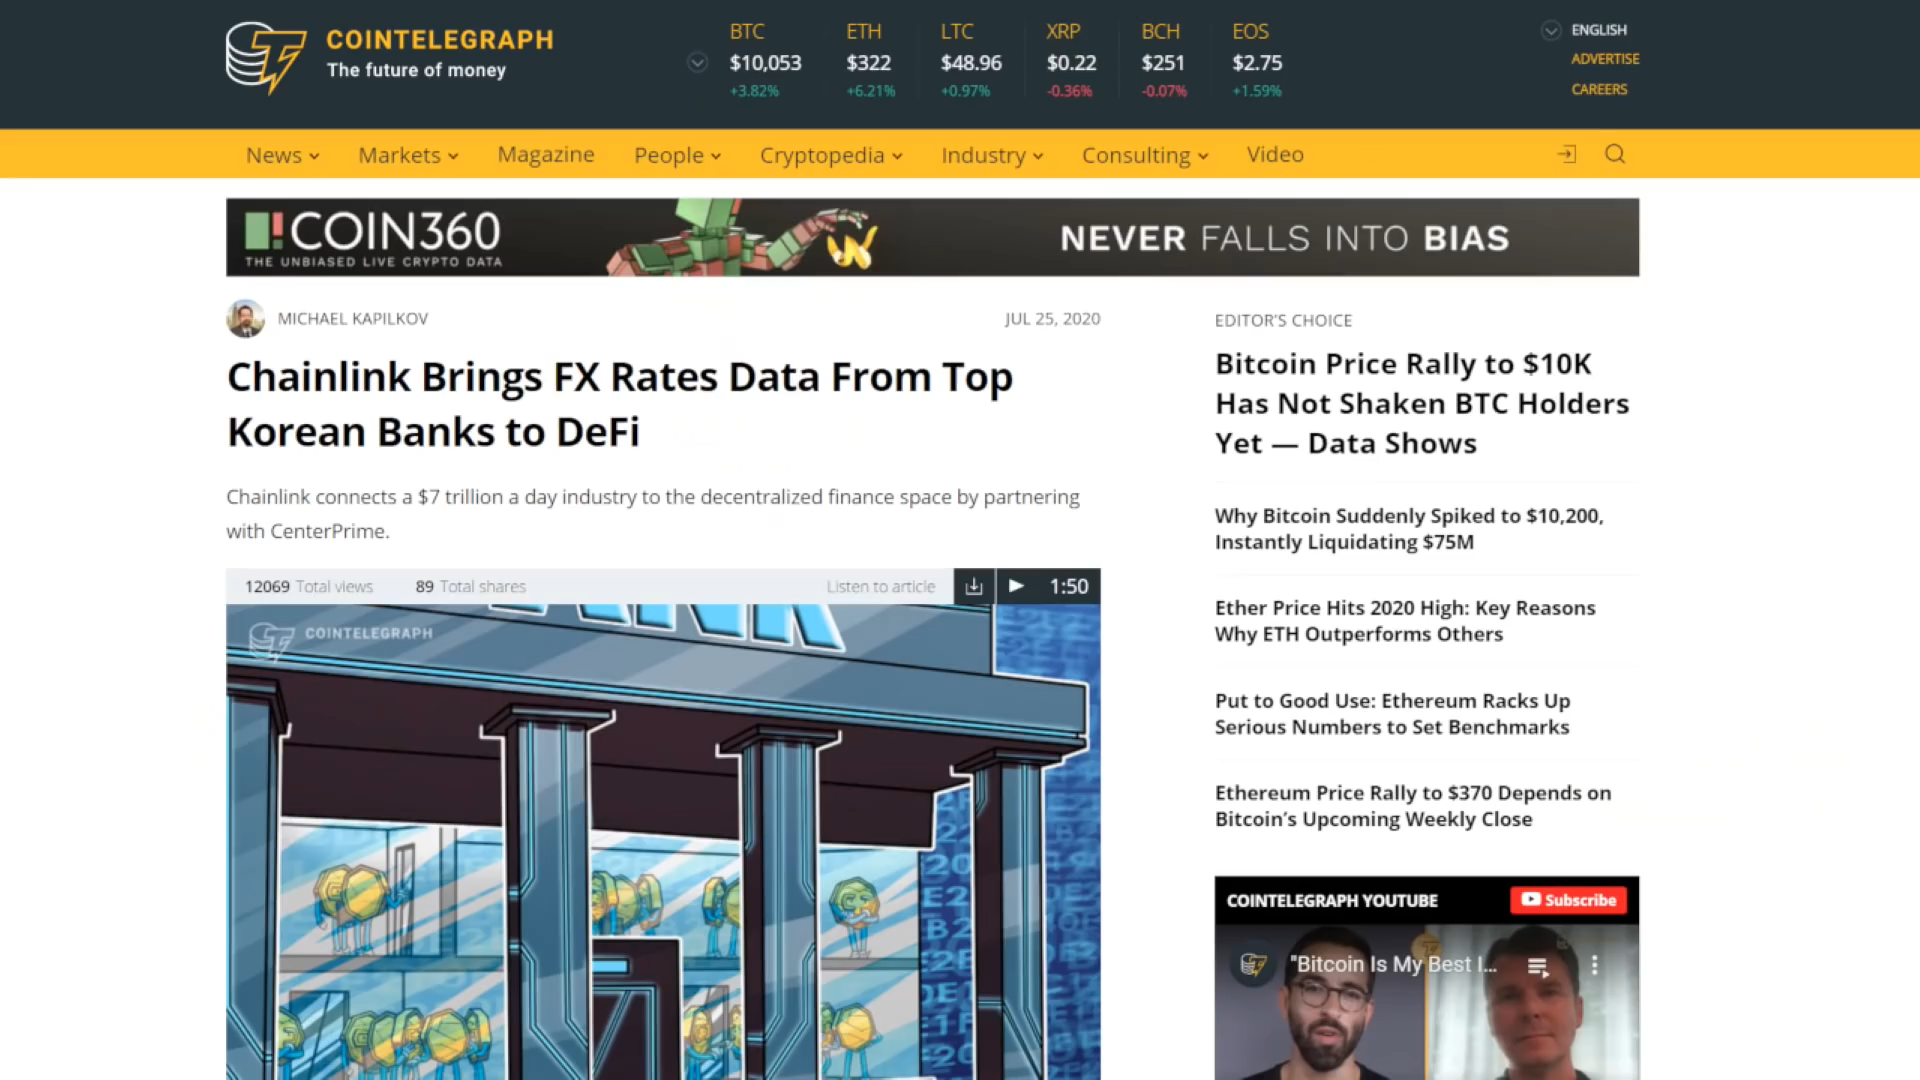 COINTELEGRAPH
The future of money
BTC
$10,053
+3.82%
ETH
$322
+6.21%
LTC
$48.96
+0.97%
XRP
$0.22
-0.36%
BCH
$251
-0.07%
EOS
$2.75
+1.59%
ENGLISH
ADVERTISE
CAREERS
News Markets Magazine People Cryptopedia Industry Consulting Video
COIN360
THE UNBIASED LIVE CRYPTO DATA
NEVER FALLS INTO BIAS
MICHAEL KAPILKOV
JUL 25, 2020
Chainlink Brings FX Rates Data From Top
Korean Banks to DeFi
Chainlink connects a $7 trillion a day industry to the decentralized finance space by partnering
with CenterPrime.
12069 Total views 89 Total shares Listen to article 1:50
COINTELEGRAPH
EDITOR'S CHOICE
Bitcoin Price Rally to $10K
Has Not Shaken BTC Holders
Yet — Data Shows
Why Bitcoin Suddenly Spiked to $10,200,
Instantly Liquidating $75M
Ether Price Hits 2020 High: Key Reasons
Why ETH Outperforms Others
Put to Good Use: Ethereum Racks Up
Serious Numbers to Set Benchmarks
Ethereum Price Rally to $370 Depends on
Bitcoin's Upcoming Weekly Close
COINTELEGRAPH YOUTUBE
Subscribe
"Bitcoin Is My Best I...